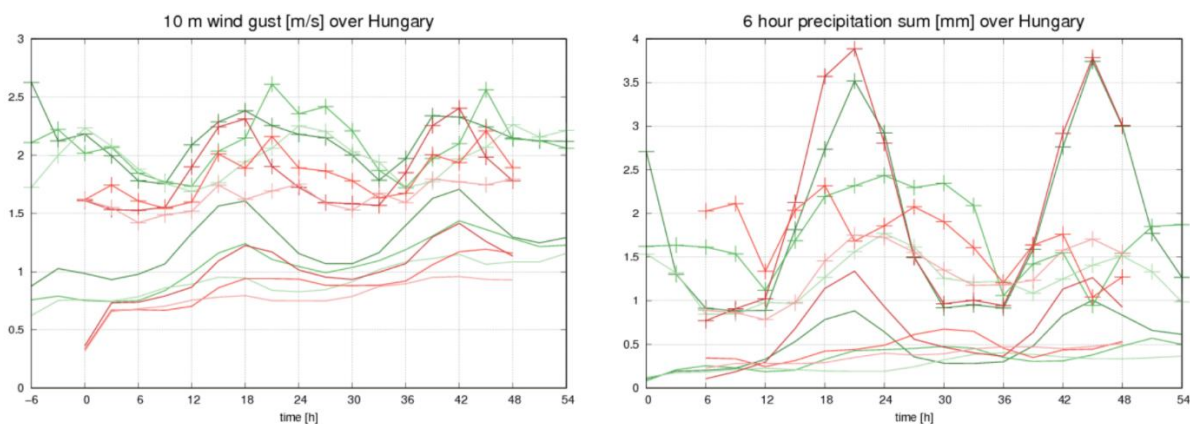 10 m wind gust [m/s] over Hungary
3
2.5
2
1.5
1
0.5
0
-6 0 6 12 18 24 30 36 42 48 54
time [h]
6 hour precipitation sum [mm] over Hungary
4
3.5
3
2.5
2
1.5
1
0.5
0
0 6 12 18 24 30 36 42 48 54
time [h]